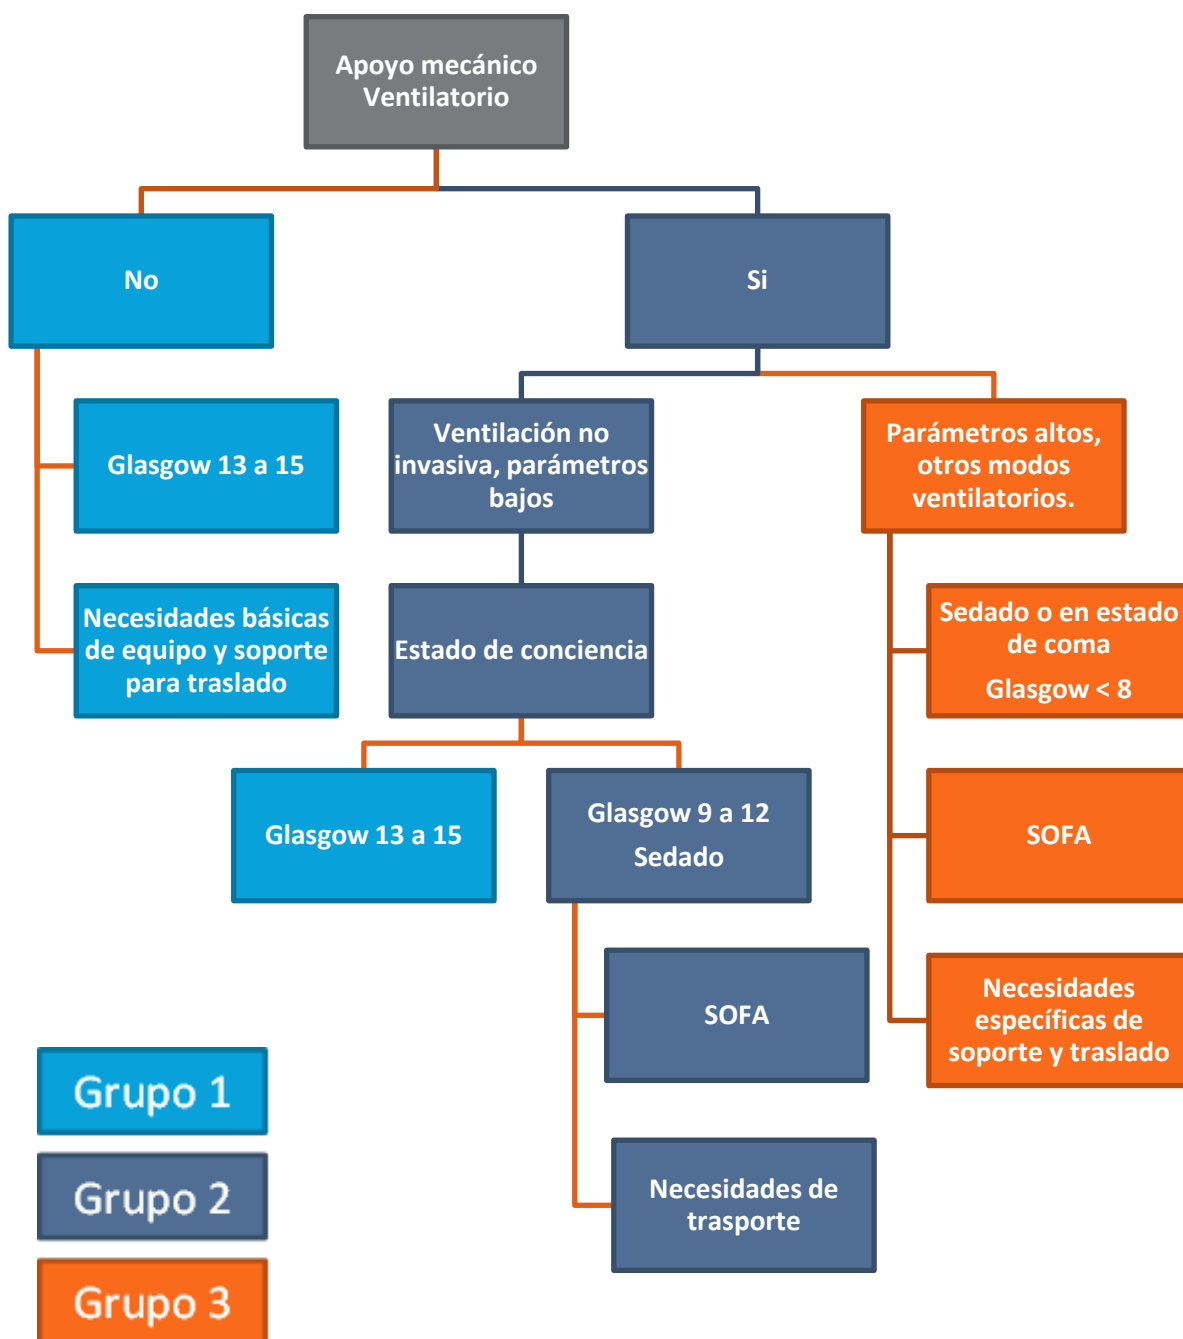 Apoyo mecánico
Ventilatorio
No
Si
Glasgow 13 a 15
Necesidades básicas
de equipo y soporte
para traslado
Ventilación no
invasiva, parámetros
bajos
Estado de conciencia
Glasgow 13 a 15
Glasgow 9 a 12
Sedado
SOFA
Necesidades de
trasporte
Parámetros altos,
otros modos
ventilatorios.
Sedado o en estado
de coma
Glasgow < 8
SOFA
Necesidades
específicas de
soporte y traslado
Grupo 1
Grupo 2
Grupo 3